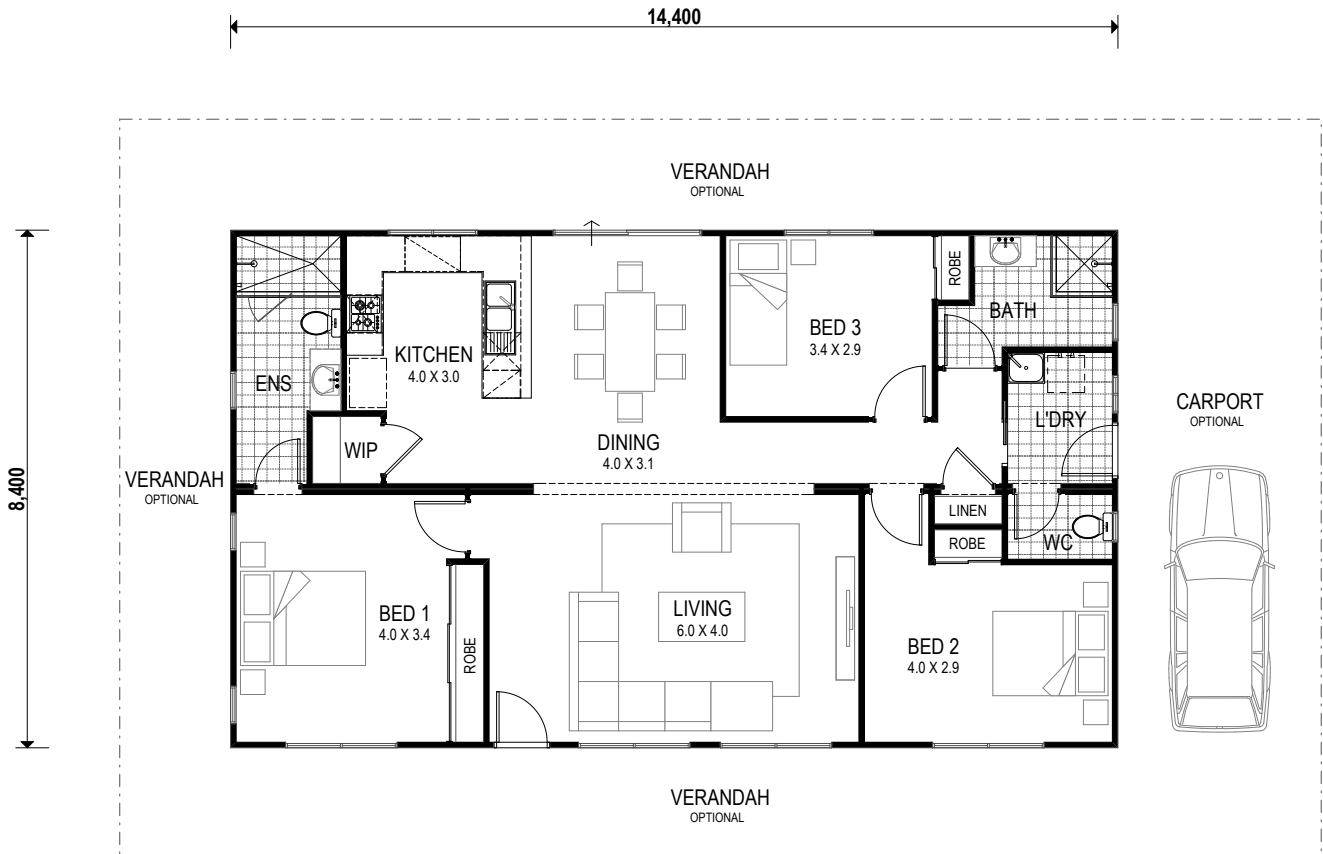 14,400
VERANDAH
OPTIONAL
8,400
ROBE
BATH
BED 3
3.4 X 2.9
KITCHEN
4.0 X 3.0
ENS
CARPORT
OPTIONAL
L'DRY
DINING
4.0 X 3.1
WIP
VERANDAH
OPTIONAL
LINEN
ROBE
WC
BED 1
4.0 X 3.4
LIVING
6.0 X 4.0
ROBE
BED 2
4.0 X 2.9
VERANDAH
OPTIONAL